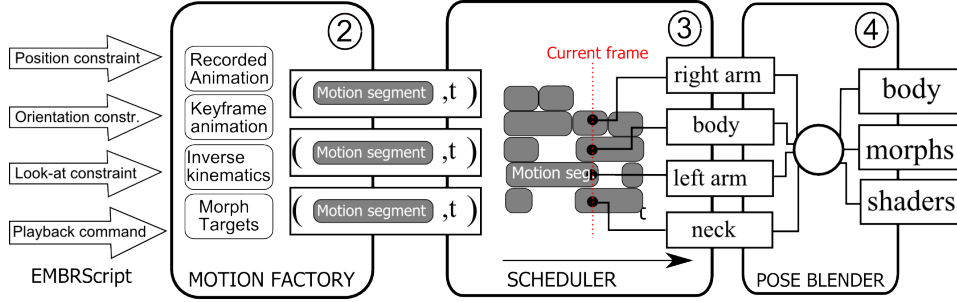 Position constraint
Orientation constr.
Look-at constraint
Playback command
EMBRScript
2
Recorded
Animation
Keyframe
animation
Inverse
kinematics
Morph
Targets
MOTION FACTORY
( Motion segment ,t )
( Motion segment ,t )
( Motion segment ,t )
3
Current frame
Motion seg
t
right arm
body
left arm
neck
SCHEDULER
4
body
morphs
shaders
POSE BLENDER